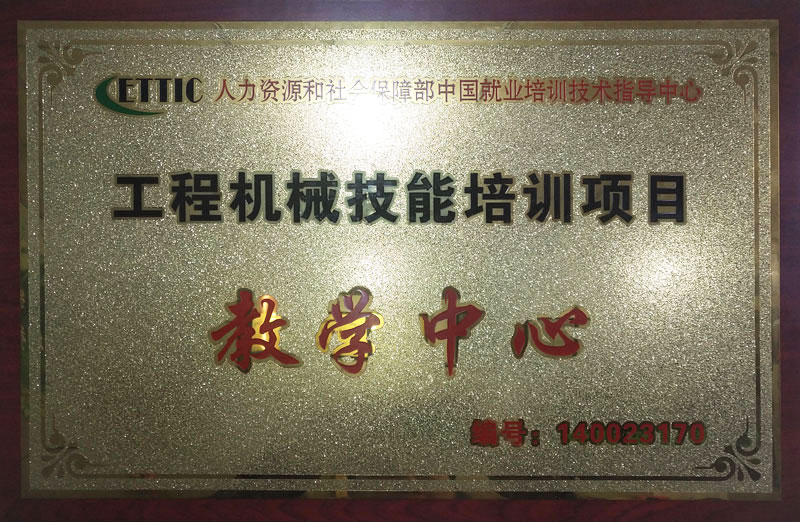 CETTIC 人力资源和社会保障部中国就业培训技术指导中心
工程机械技能培训项目
教学中心
编号：140023170